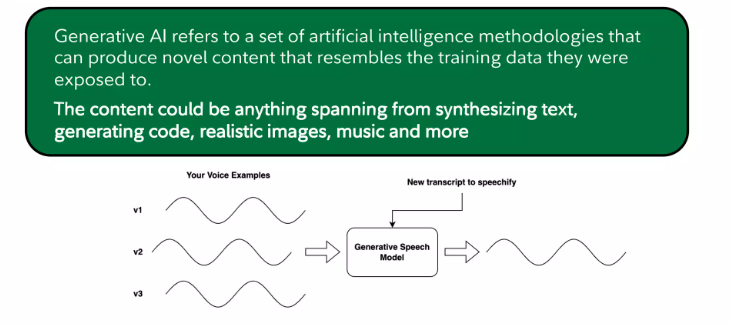 Generative AI refers to a set of artificial intelligence methodologies that
can produce novel content that resembles the training data they were
exposed to.
The content could be anything spanning from synthesizing text,
generating code, realistic images, music and more
Your Voice Examples
New transcript to speechify
v1
v2
Generative Speech
Model
v3